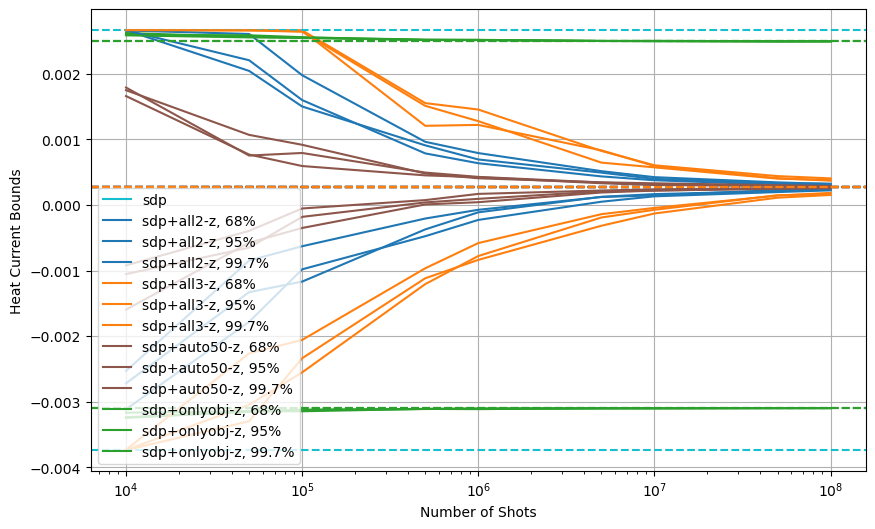 0.002
0.001
0.000
−0.001
−0.002
−0.003
−0.004
Heat Current Bounds
sdp
sdp+all2-z, 68%
sdp+all2-z, 95%
sdp+all2-z, 99.7%
sdp+all3-z, 68%
sdp+all3-z, 95%
sdp+all3-z, 99.7%
sdp+auto50-z, 68%
sdp+auto50-z, 95%
sdp+auto50-z, 99.7%
sdp+onlyobj-z, 68%
sdp+onlyobj-z, 95%
sdp+onlyobj-z, 99.7%
10⁴ 10⁵ 10⁶ 10⁷ 10⁸
Number of Shots